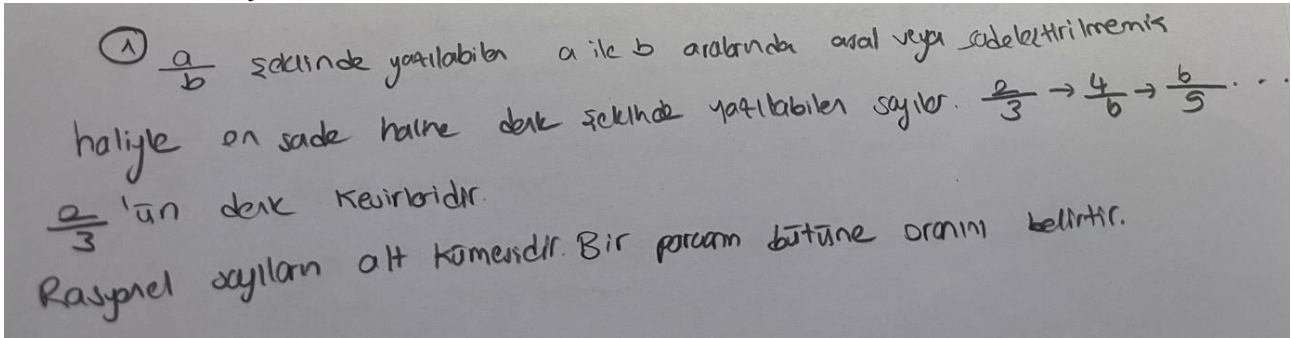 ① a/b şeklinde yazılabilen a ile b aralarında asal veya sadeleştirilmemiş
haliyle en sade haline denk şeklinde yazılabilen sayılar. 2/3 → 4/6 → 6/9 ...
2/3 'ün denk kesirleridir.
Rasyonel sayıların alt kümesidir. Bir parçanın bütüne oranını belirtir.